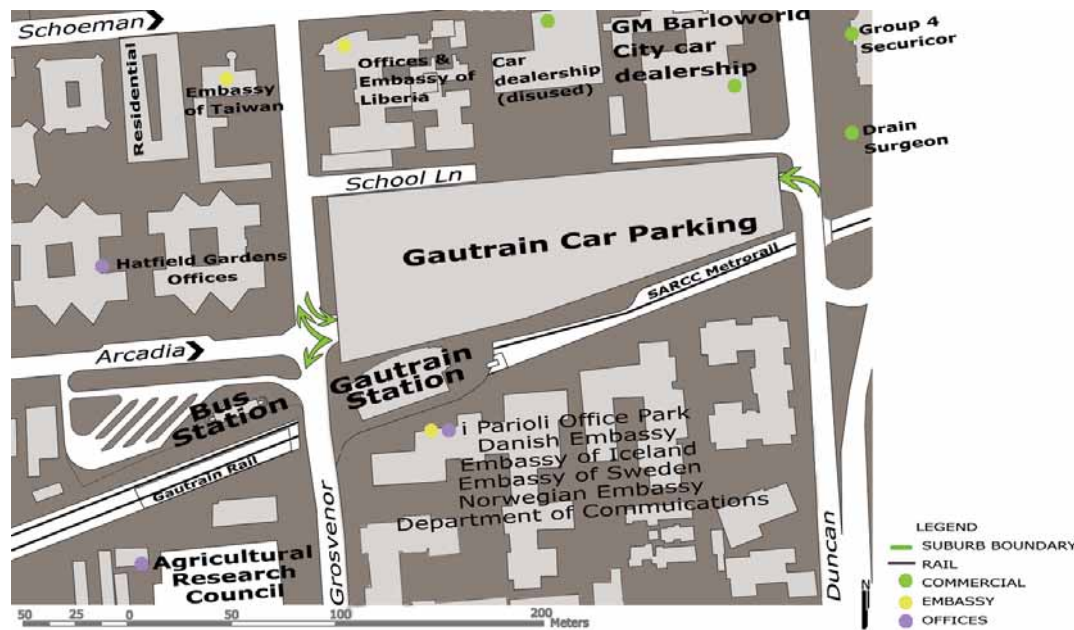 Schoeman
Residential
Embassy
of Taiwan
Offices &
Embassy of
Liberia
Car
dealership
(disused)
GM Barloworld
City car
dealership
Group 4
Securicor
Drain
Surgeon
School Ln
Gautrain Car Parking
SARCC Metrorail
Hatfield Gardens
Offices
Arcadia
Gautrain
Station
Bus
Station
Gautrain Rail
i Parioli Office Park
Danish Embassy
Embassy of Iceland
Embassy of Sweden
Norwegian Embassy
Department of Commuications
Grosvenor
Duncan
Agricultural
Research
Council
LEGEND
SUBURB BOUNDARY
RAIL
COMMERCIAL
EMBASSY
OFFICES
N
50 25 0 50 100 200
Meters